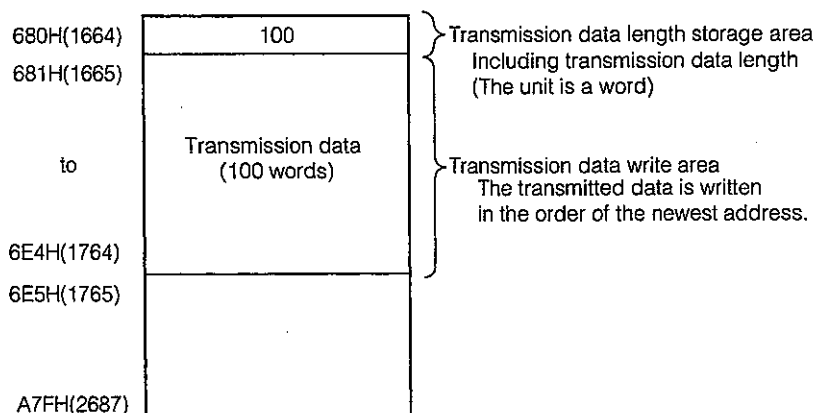 680H(1664)
100
Transmission data length storage area
Including transmission data length
(The unit is a word)
681H(1665)
to
Transmission data
(100 words)
Transmission data write area
The transmitted data is written
in the order of the newest address.
6E4H(1764)
6E5H(1765)
A7FH(2687)